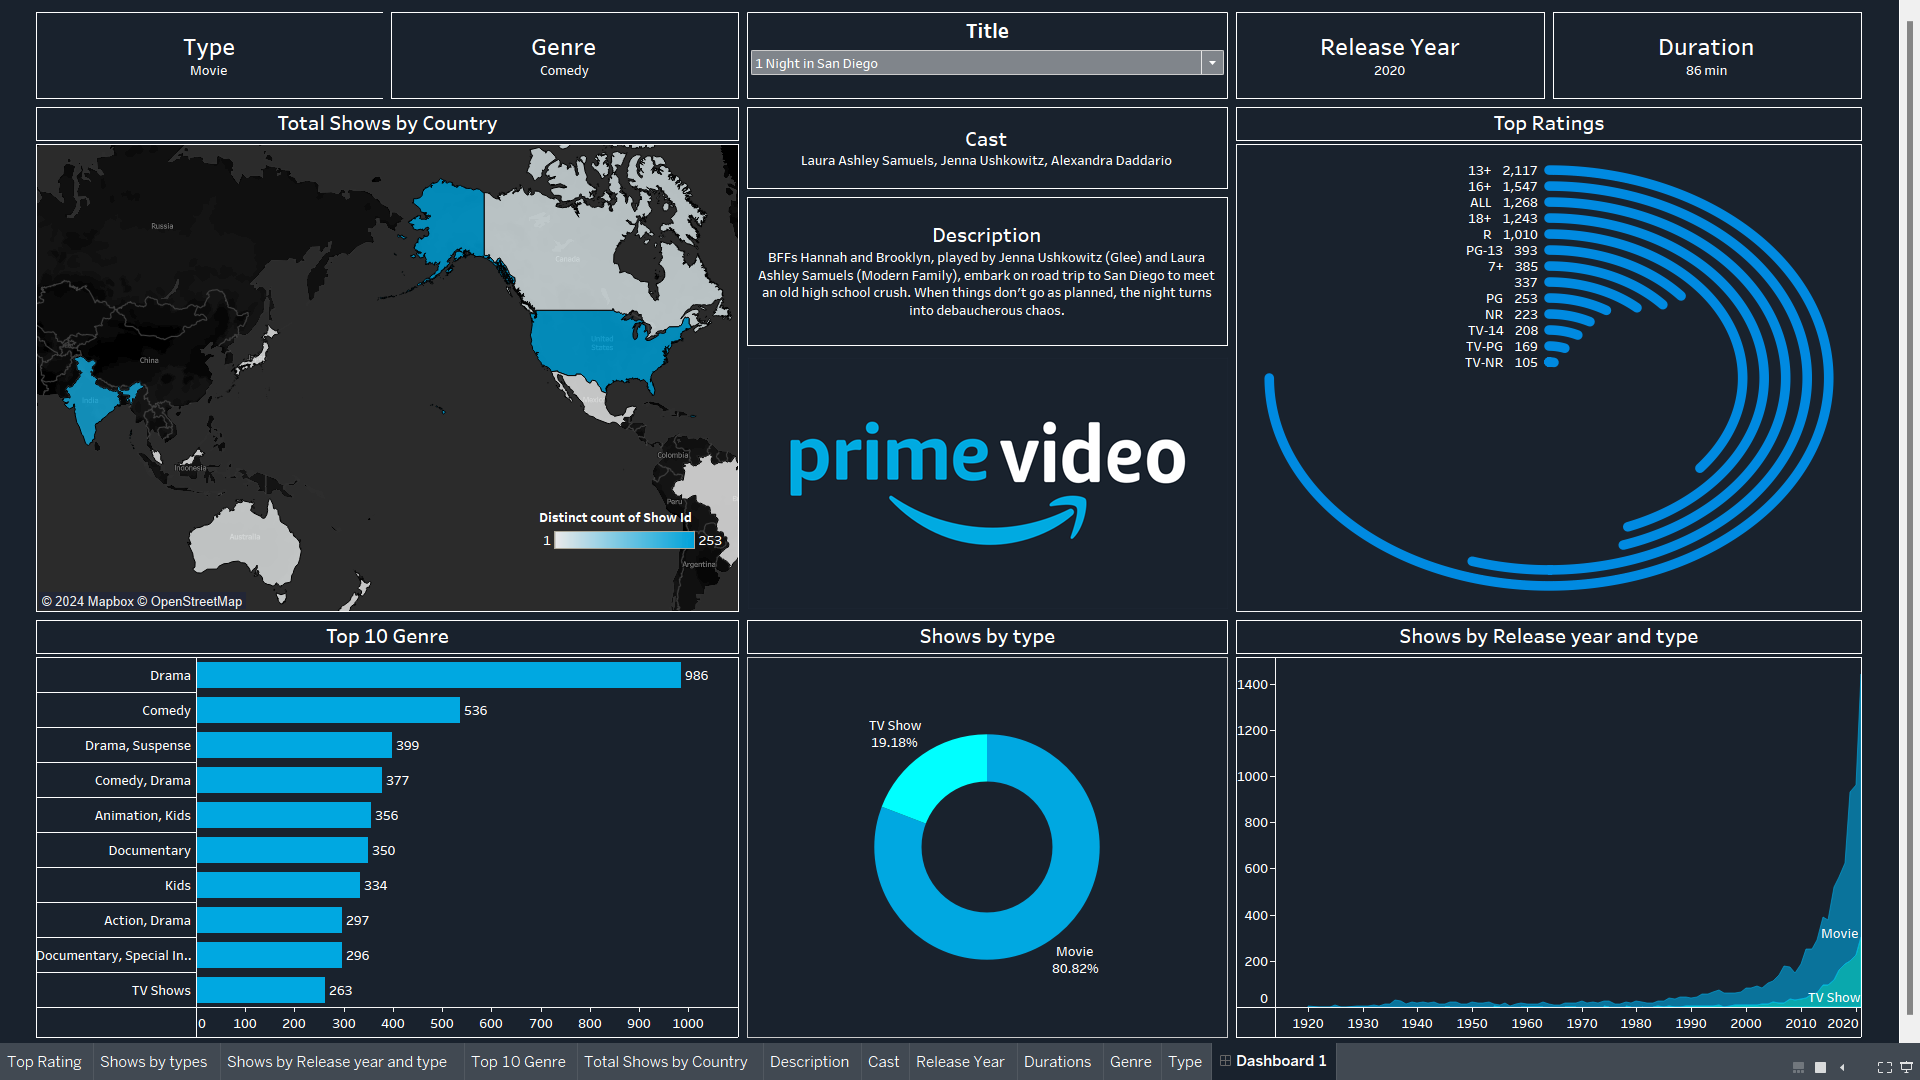 Type
Movie
Genre
Comedy
Title
1 Night in San Diego
Release Year
2020
Duration
86 min
Total Shows by Country
Russia
Canada
United
States
China
India
Indonesia
Australia
Colombia
Peru
Argentina
Distinct count of Show Id
1
253
© 2024 Mapbox © OpenStreetMap
Cast
Laura Ashley Samuels, Jenna Ushkowitz, Alexandra Daddario
Description
BFFs Hannah and Brooklyn, played by Jenna Ushkowitz (Glee) and Laura
Ashley Samuels (Modern Family), embark on road trip to San Diego to meet
an old high school crush. When things don’t go as planned, the night turns
into debaucherous chaos.
prime video
Top Ratings
13+ 2,117
16+ 1,547
ALL 1,268
18+ 1,243
R 1,010
PG-13 393
7+ 385
337
PG 253
NR 223
TV-14 208
TV-PG 169
TV-NR 105
Top 10 Genre
Drama 986
Comedy 536
Drama, Suspense 399
Comedy, Drama 377
Animation, Kids 356
Documentary 350
Kids 334
Action, Drama 297
Documentary, Special In.. 296
TV Shows 263
0 100 200 300 400 500 600 700 800 900 1000
Shows by type
TV Show
19.18%
Movie
80.82%
Shows by Release year and type
1400
1200
1000
800
600
400
200
0
Movie
TV Show
1920 1930 1940 1950 1960 1970 1980 1990 2000 2010 2020
Top Rating Shows by types Shows by Release year and type Top 10 Genre Total Shows by Country Description Cast Release Year Durations Genre Type Dashboard 1